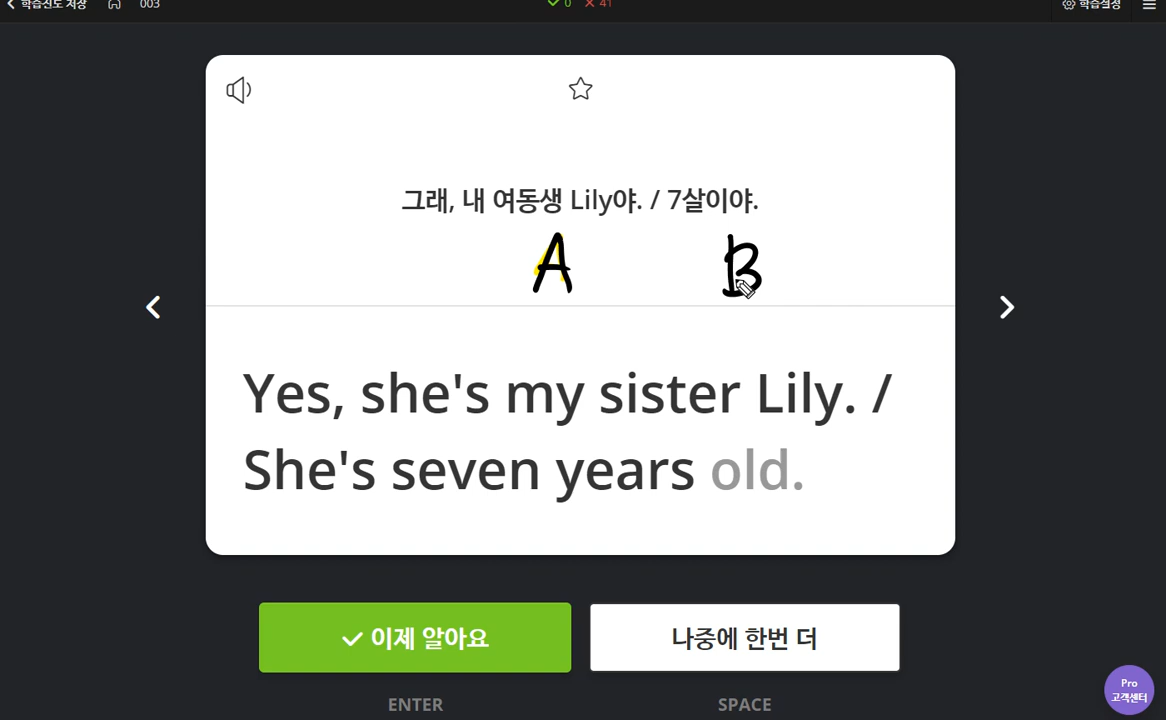 학습진도 저장 003 0 41 학습설정
그래, 내 여동생 Lily야. / 7살이야.
A B
Yes, she's my sister Lily. /
She's seven years old.
이제 알아요 나중에 한번 더
ENTER SPACE
Pro
고객센터